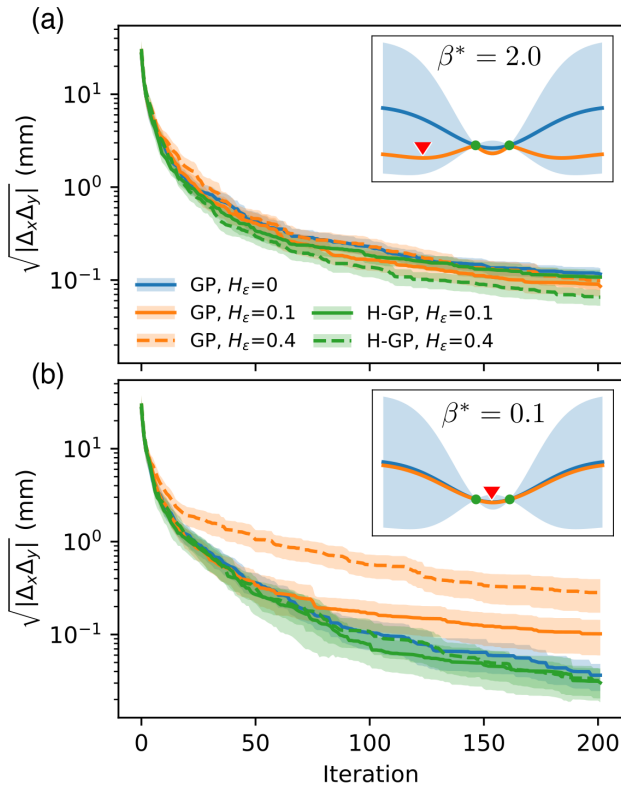 (a)
β* = 2.0
10¹
10⁰
10⁻¹
√|ΔxΔy| (mm)
GP, Hε=0
GP, Hε=0.1
GP, Hε=0.4
H-GP, Hε=0.1
H-GP, Hε=0.4
(b)
β* = 0.1
10¹
10⁰
10⁻¹
√|ΔxΔy| (mm)
0 50 100 150 200
Iteration